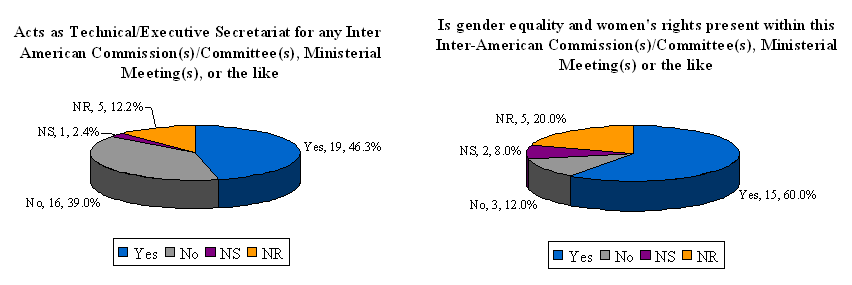 Acts as Technical/Executive Secretariat for any Inter
American Commission(s)/Committee(s), Ministerial
Meeting(s), or the like
NR, 5, 12.2%
NS, 1, 2.4%
Yes, 19, 46.3%
No, 16, 39.0%
Yes No NS NR
Is gender equality and women's rights present within this
Inter-American Commission(s)/Committee(s), Ministerial
Meeting(s) or the like
NR, 5, 20.0%
NS, 2, 8.0%
No, 3, 12.0%
Yes, 15, 60.0%
Yes No NS NR